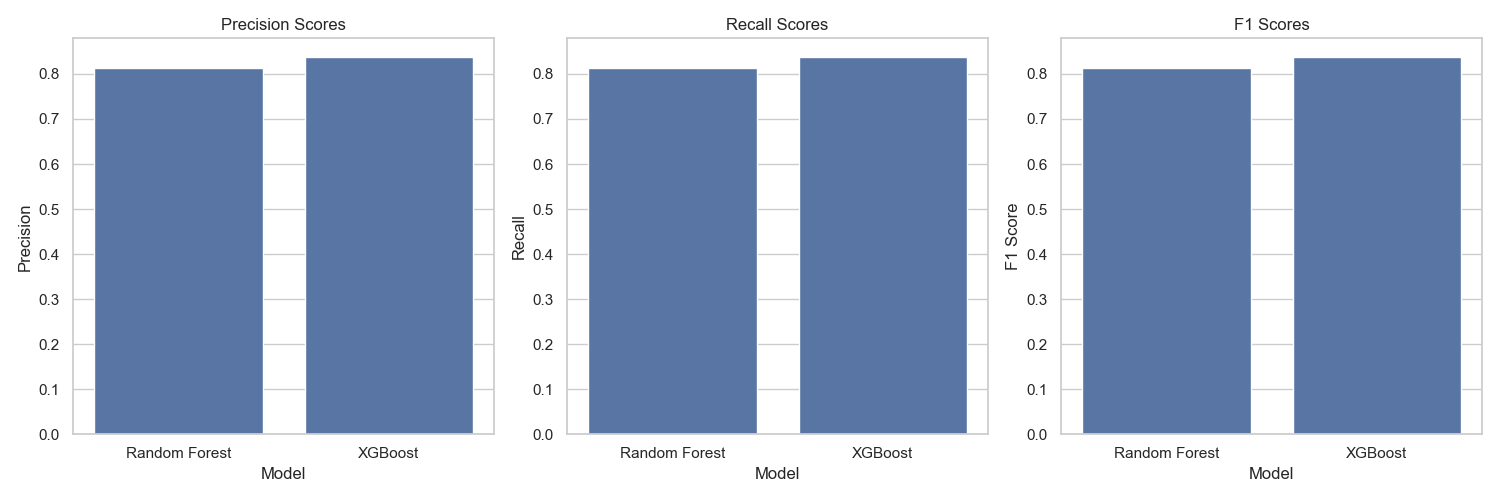 Precision Scores
Precision
0.8
0.7
0.6
0.5
0.4
0.3
0.2
0.1
0.0
Random Forest XGBoost
Model
Recall Scores
Recall
0.8
0.7
0.6
0.5
0.4
0.3
0.2
0.1
0.0
Random Forest XGBoost
Model
F1 Scores
F1 Score
0.8
0.7
0.6
0.5
0.4
0.3
0.2
0.1
0.0
Random Forest XGBoost
Model